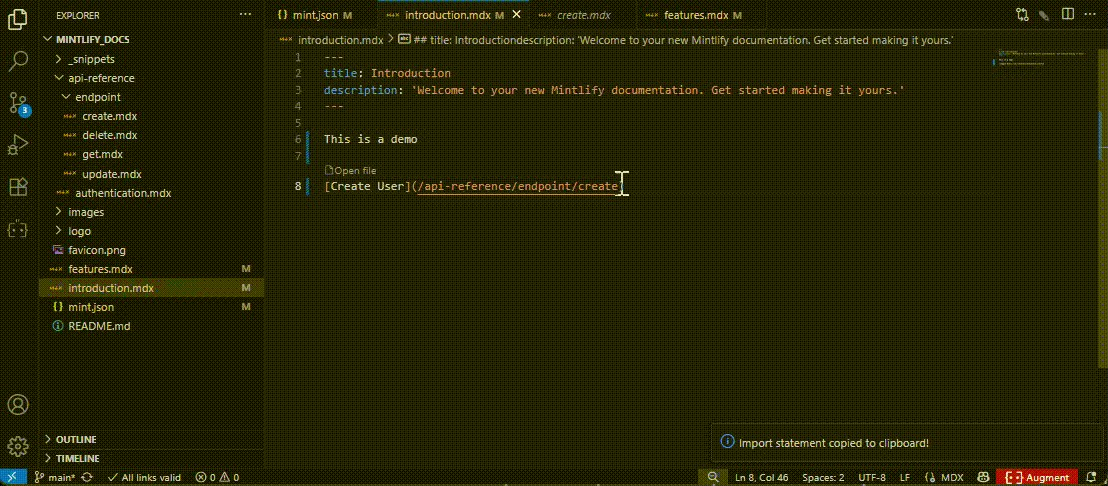 EXPLORER
···
MINTLIFY_DOCS
_snippets
api-reference
endpoint
create.mdx
delete.mdx
get.mdx
update.mdx
authentication.mdx
images
logo
favicon.png
features.mdx M
introduction.mdx M
mint.json M
README.md
OUTLINE
TIMELINE
3
mint.json M
introduction.mdx M
create.mdx
features.mdx M
introduction.mdx > ## title: Introductiondescription: 'Welcome to your new Mintlify documentation. Get started making it yours.'
1 ---
2 title: Introduction
3 description: 'Welcome to your new Mintlify documentation. Get started making it yours.'
4 ---
5
6 This is a demo
7
Open file
8 [Create User](/api-reference/endpoint/create)
Import statement copied to clipboard!
main* All links valid 0 0 Ln 8, Col 46 Spaces: 2 UTF-8 LF MDX Augment